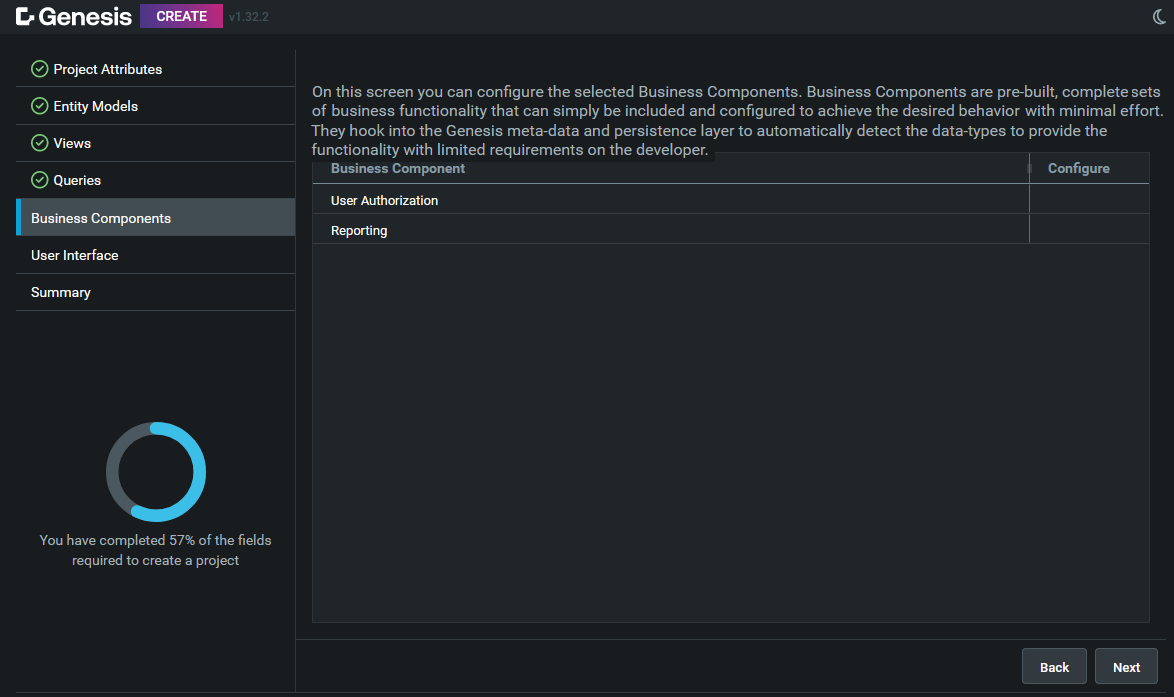 Genesis CREATE v1.32.2
Project Attributes
Entity Models
Views
Queries
Business Components
User Interface
Summary
You have completed 57% of the fields
required to create a project
On this screen you can configure the selected Business Components. Business Components are pre-built, complete sets
of business functionality that can simply be included and configured to achieve the desired behavior with minimal effort.
They hook into the Genesis meta-data and persistence layer to automatically detect the data-types to provide the
functionality with limited requirements on the developer.
Business Component Configure
User Authorization
Reporting
Back Next